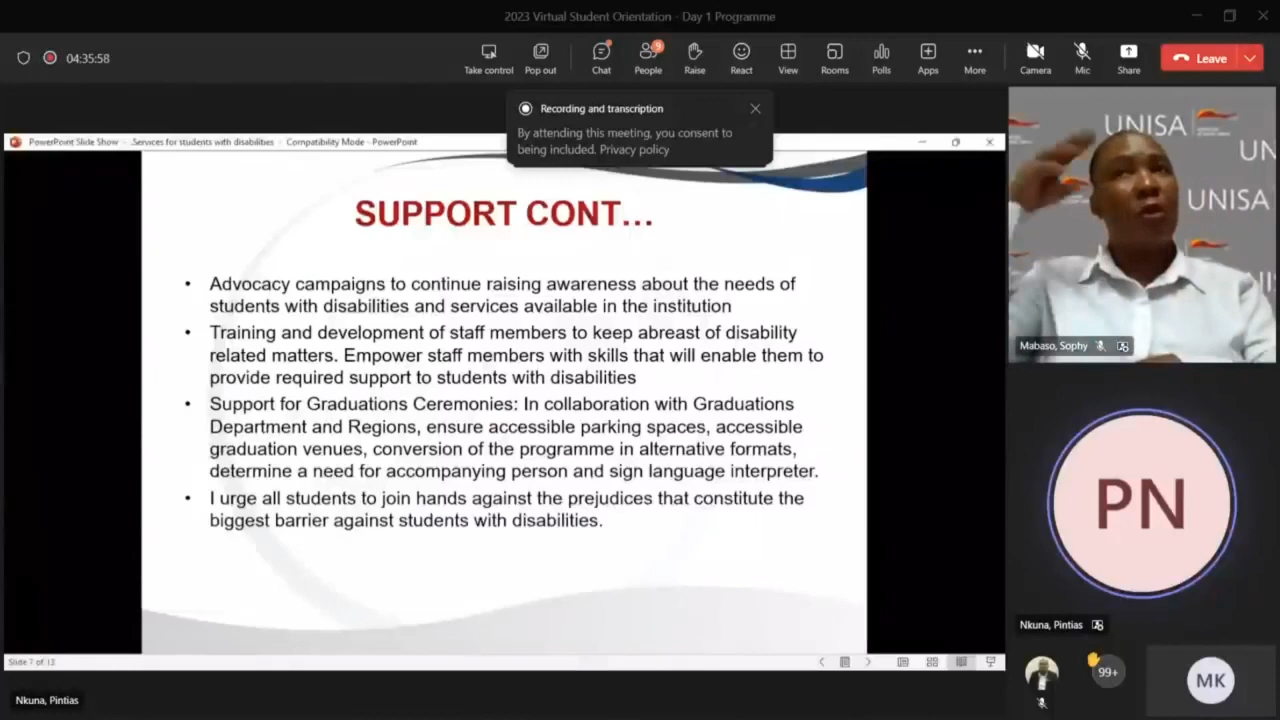 2023 Virtual Student Orientation - Day 1 Programme
04:35:58
Take control
Pop out
Chat
9
People
Raise
React
View
Rooms
Polls
Apps
More
Camera
Mic
Share
Leave
Recording and transcription
By attending this meeting, you consent to
being included. Privacy policy
PowerPoint Slide Show - ...Services for students with disabilities - Compatibility Mode - PowerPoint
SUPPORT CONT…
• Advocacy campaigns to continue raising awareness about the needs of
students with disabilities and services available in the institution
• Training and development of staff members to keep abreast of disability
related matters. Empower staff members with skills that will enable them to
provide required support to students with disabilities
• Support for Graduations Ceremonies: In collaboration with Graduations
Department and Regions, ensure accessible parking spaces, accessible
graduation venues, conversion of the programme in alternative formats,
determine a need for accompanying person and sign language interpreter.
• I urge all students to join hands against the prejudices that constitute the
biggest barrier against students with disabilities.
Slide 7 of 12
Nkuna, Pintias
UNISA
UN
UNISA
Mabaso, Sophy
PN
Nkuna, Pintias
99+
MK